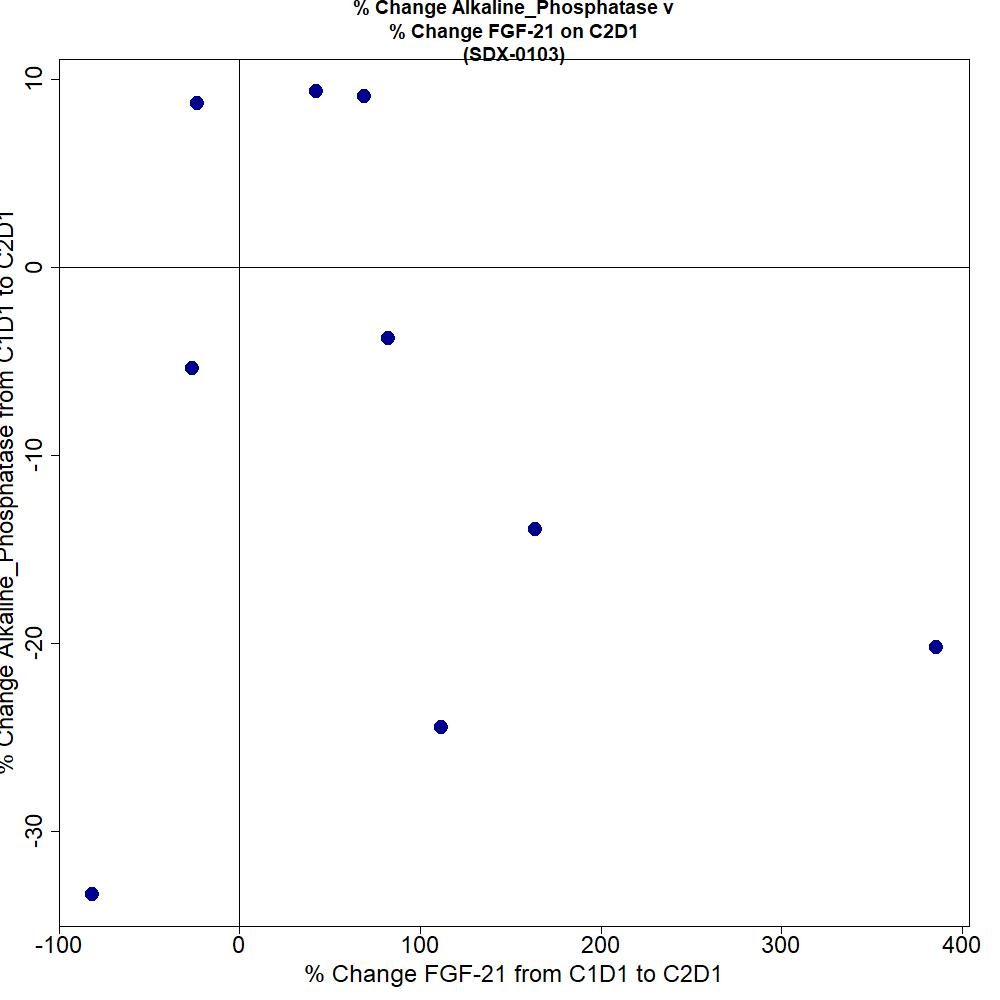 % Change Alkaline_Phosphatase v
% Change FGF-21 on C2D1
(SDX-0103)
% Change Alkaline_Phosphatase from C1D1 to C2D1
10
0
-10
-20
-30
-100 0 100 200 300 400
% Change FGF-21 from C1D1 to C2D1